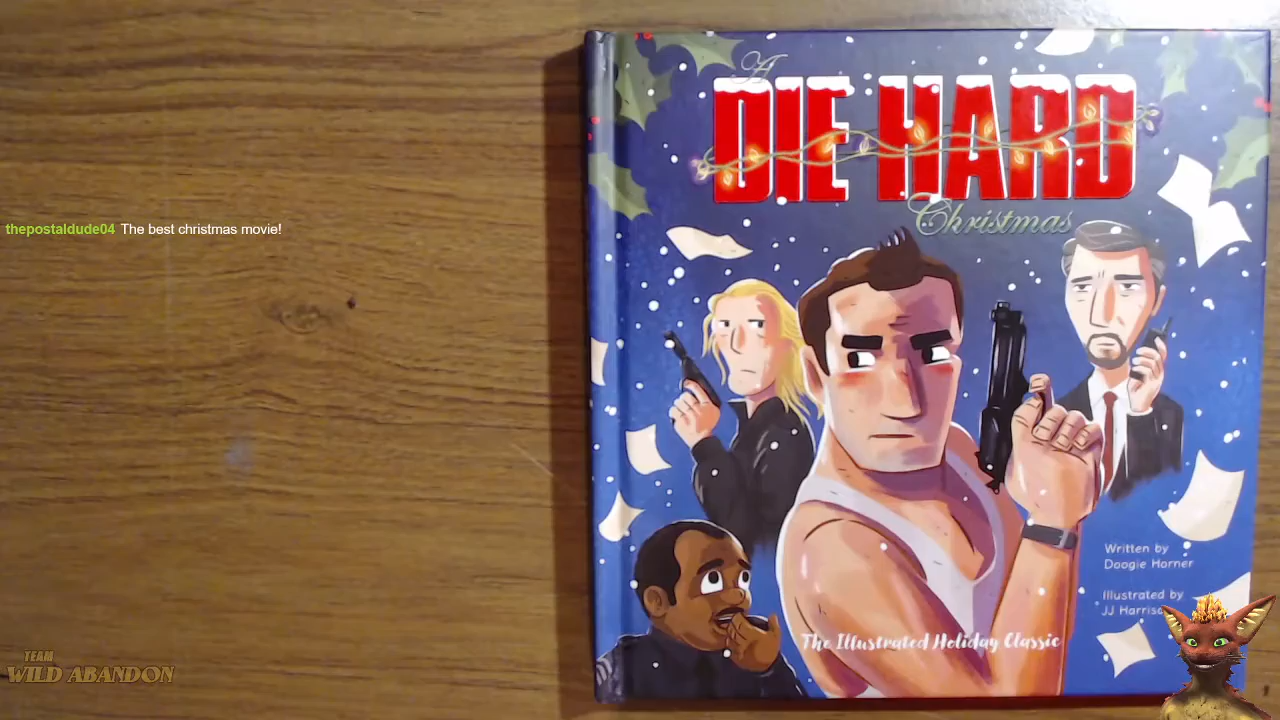 A
DIE HARD
Christmas
thepostaldude04 The best christmas movie!
Written by
Doogie Horner
Illustrated by
JJ
The Illustrated Holiday Classic
TEAM
WILD ABANDON